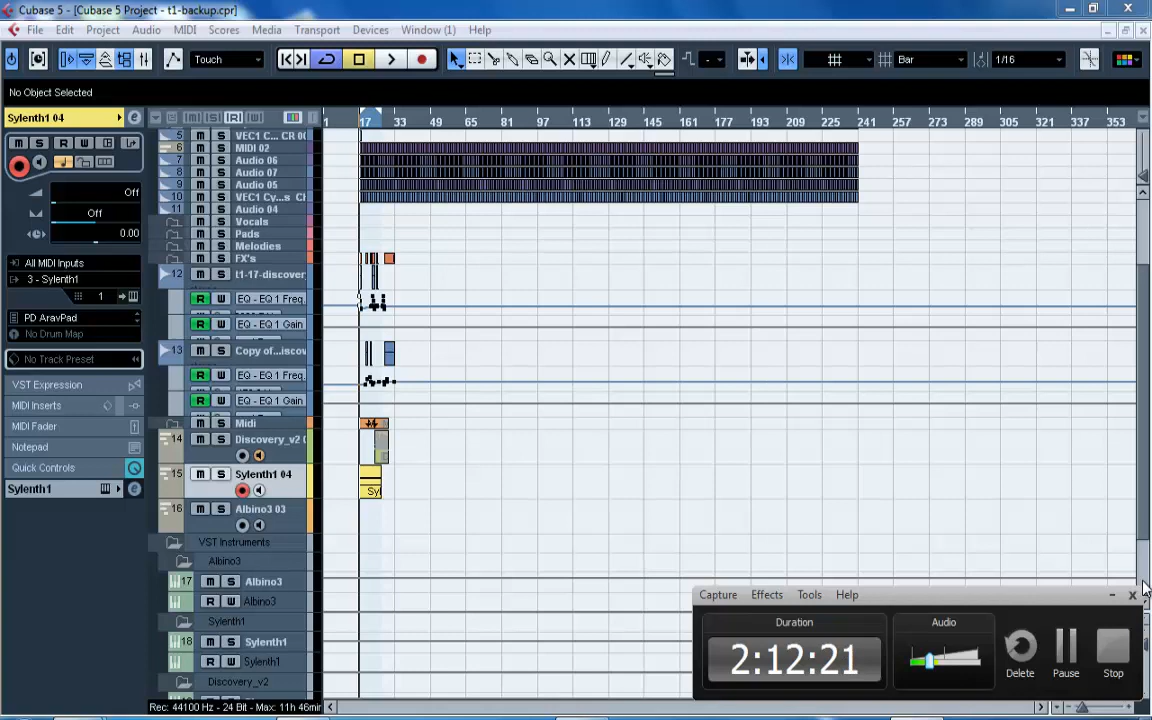 Cubase 5 - [Cubase 5 Project - t1-backup.cpr]
File Edit Project Audio MIDI Scores Media Transport Devices Window (1) Help
Touch
Bar
1/16
No Object Selected
Sylenth1 04
Off
Off
0.00
All MIDI Inputs
3 - Sylenth1
1
PD AravPad
No Drum Map
No Track Preset
VST Expression
MIDI Inserts
MIDI Fader
Notepad
Quick Controls
Sylenth1
1 17 33 49 65 81 97 113 129 145 161 177 193 209 225 241 257 273 289 305 321 337 353
5 M S VEC1 C... CR 00
6 M S MIDI 02
7 M S Audio 06
8 M S Audio 07
9 M S Audio 05
10 M S VEC1 Cy...s CH
11 M S Audio 04
M S Vocals
M S Pads
M S Melodies
M S FX's
12 M S t1-17-discover
R W EQ - EQ 1 Freq.
R W EQ - EQ 1 Gain
13 M S Copy of...iscov
R W EQ - EQ 1 Freq.
R W EQ - EQ 1 Gain
M S Midi
14 M S Discovery_v2 0
15 M S Sylenth1 04
Syl
16 M S Albino3 03
VST Instruments
Albino3
17 M S Albino3
R W Albino3
Sylenth1
18 M S Sylenth1
R W Sylenth1
Discovery_v2
Rec: 44100 Hz - 24 Bit - Max: 11h 46min
Capture Effects Tools Help
Duration
2:12:21
Audio
Delete Pause Stop